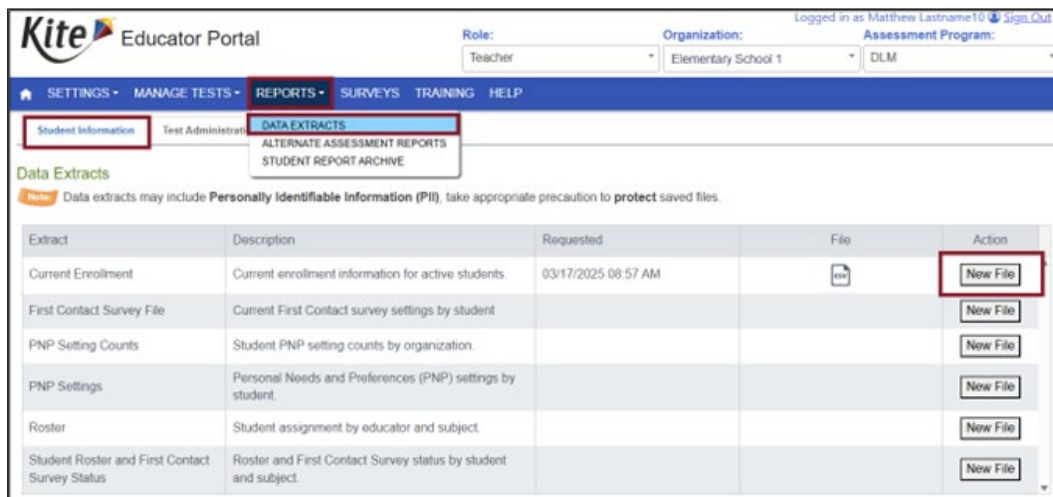 Logged in as Matthew Lastname10 Sign Out
Kite Educator Portal
Role: Organization: Assessment Program:
Teacher Elementary School 1 DLM
SETTINGS MANAGE TESTS REPORTS SURVEYS TRAINING HELP
Student Information Test Administrati DATA EXTRACTS
ALTERNATE ASSESSMENT REPORTS
STUDENT REPORT ARCHIVE
Data Extracts
Note: Data extracts may include Personally Identifiable Information (PII), take appropriate precaution to protect saved files.
Extract Description Requested File Action
Current Enrollment Current enrollment information for active students. 03/17/2025 08:57 AM CSV New File
First Contact Survey File Current First Contact survey settings by student New File
PNP Setting Counts Student PNP setting counts by organization. New File
PNP Settings Personal Needs and Preferences (PNP) settings by student. New File
Roster Student assignment by educator and subject. New File
Student Roster and First Contact Survey Status Roster and First Contact Survey status by student and subject. New File